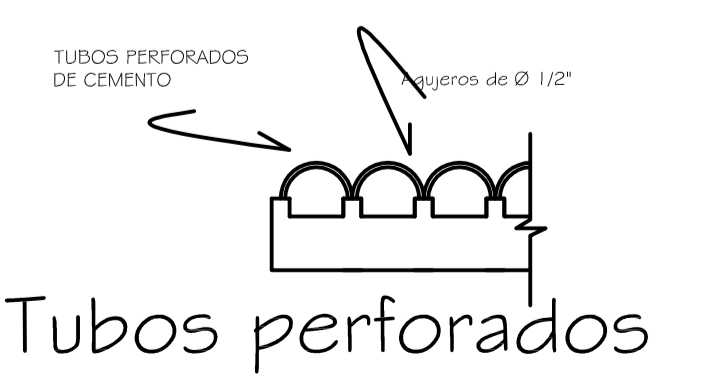 TUBOS PERFORADOS
DE CEMENTO
Agujeros de Ø 1/2"
Tubos perforados